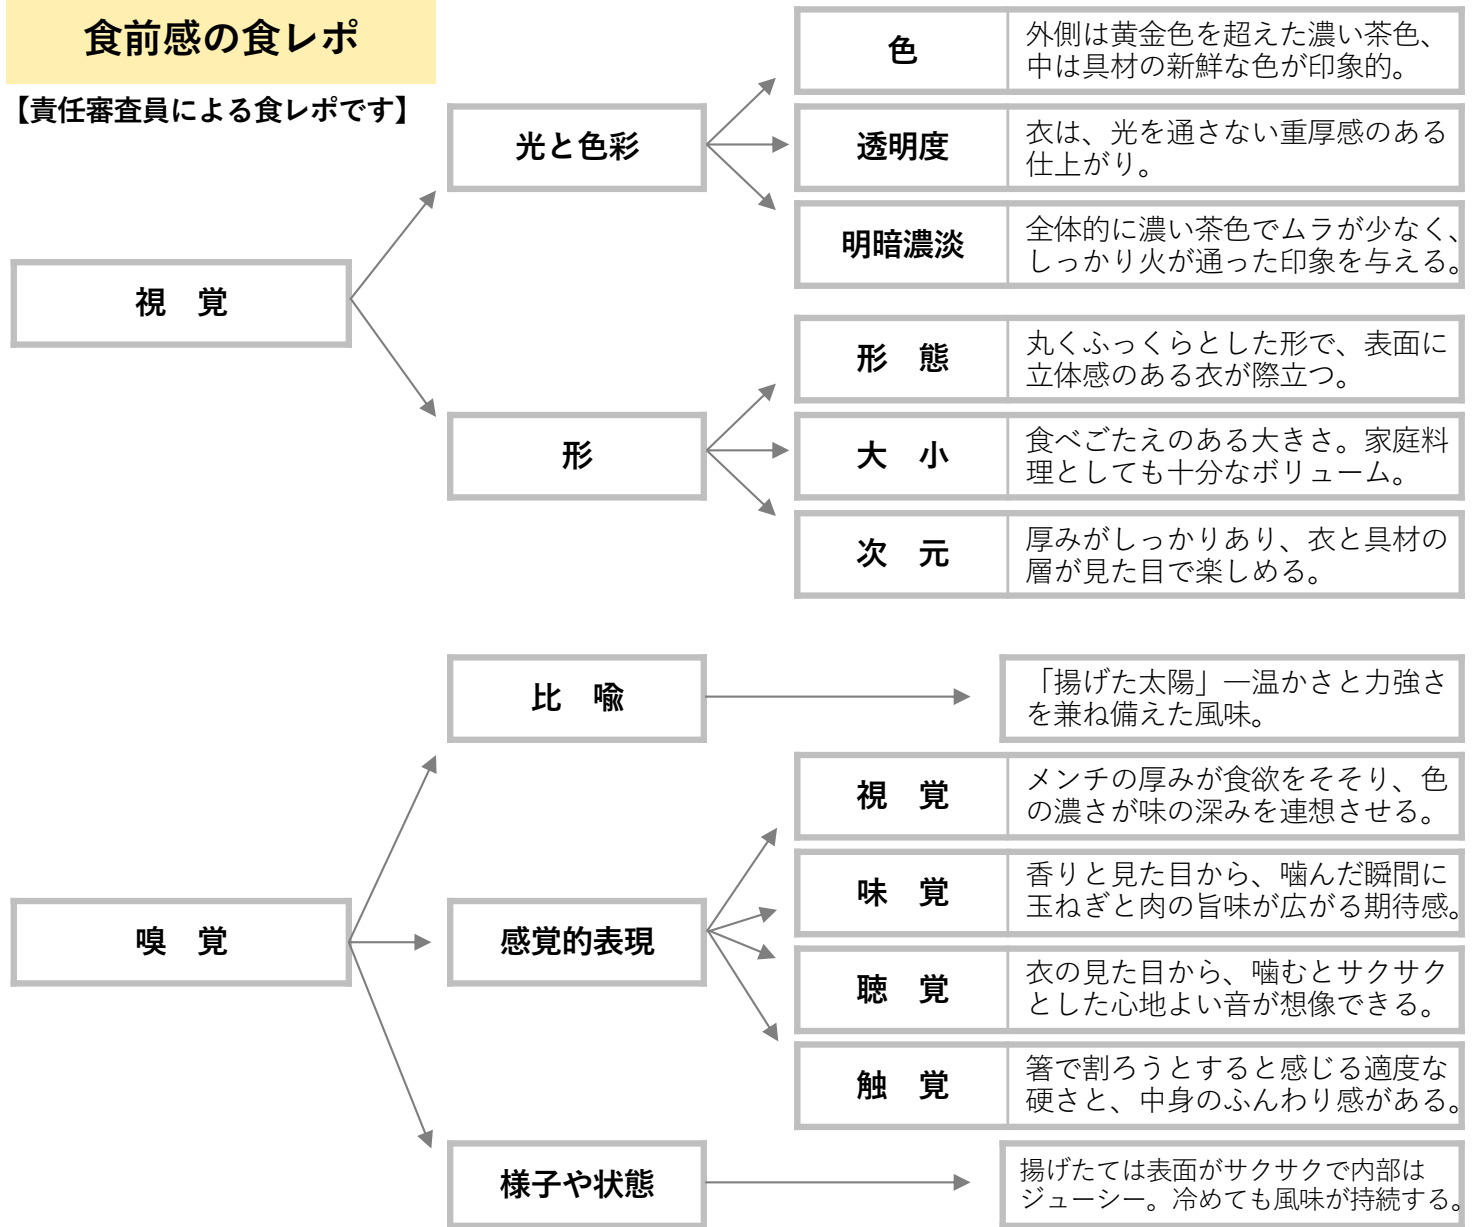 食前感の食レポ
【責任審査員による食レポです】
視　覚
光と色彩
色
外側は黄金色を超えた濃い茶色、
中は具材の新鮮な色が印象的。
透明度
衣は、光を通さない重厚感のある
仕上がり。
明暗濃淡
全体的に濃い茶色でムラが少なく、
しっかり火が通った印象を与える。
形
形　態
丸くふっくらとした形で、表面に
立体感のある衣が際立つ。
大　小
食べごたえのある大きさ。家庭料
理としても十分なボリューム。
次　元
厚みがしっかりあり、衣と具材の
層が見た目で楽しめる。
嗅　覚
比　喩
「揚げた太陽」―温かさと力強さ
を兼ね備えた風味。
感覚的表現
視　覚
メンチの厚みが食欲をそそり、色
の濃さが味の深みを連想させる。
味　覚
香りと見た目から、噛んだ瞬間に
玉ねぎと肉の旨味が広がる期待感。
聴　覚
衣の見た目から、噛むとサクサク
とした心地よい音が想像できる。
触　覚
箸で割ろうとすると感じる適度な
硬さと、中身のふんわり感がある。
様子や状態
揚げたては表面がサクサクで内部は
ジューシー。冷めても風味が持続する。